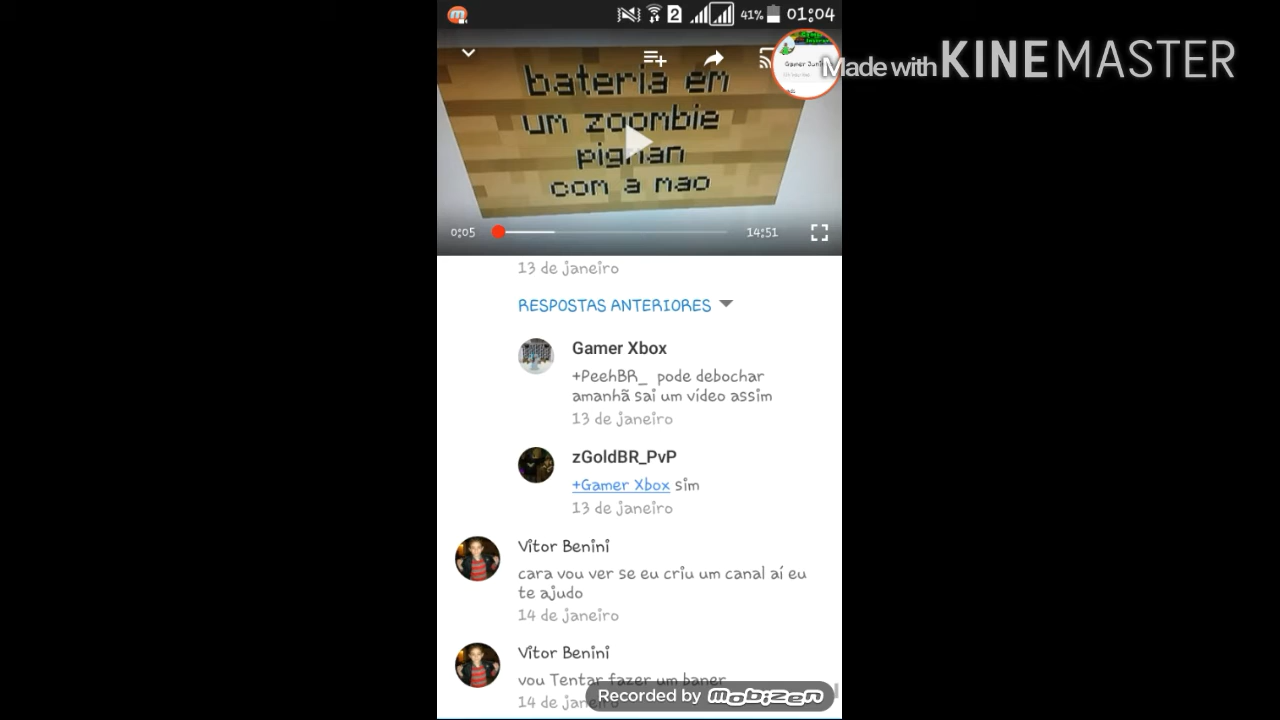 2 41% 01:04
Made with KINEMASTER
bateria en
um zoombie
pigman
com a mao
0:05
14:51
13 de janeiro
RESPOSTAS ANTERIORES
Gamer Xbox
+PeehBR_ pode debochar
amanhã sai um vídeo assim
13 de janeiro
zGoldBR_PvP
+Gamer Xbox sim
13 de janeiro
Vitor Benini
cara vou ver se eu criu um canal aí eu
te ajudo
14 de janeiro
Vitor Benini
vou Tentar fazer um baner
14 de janeiro
Recorded by mobizen